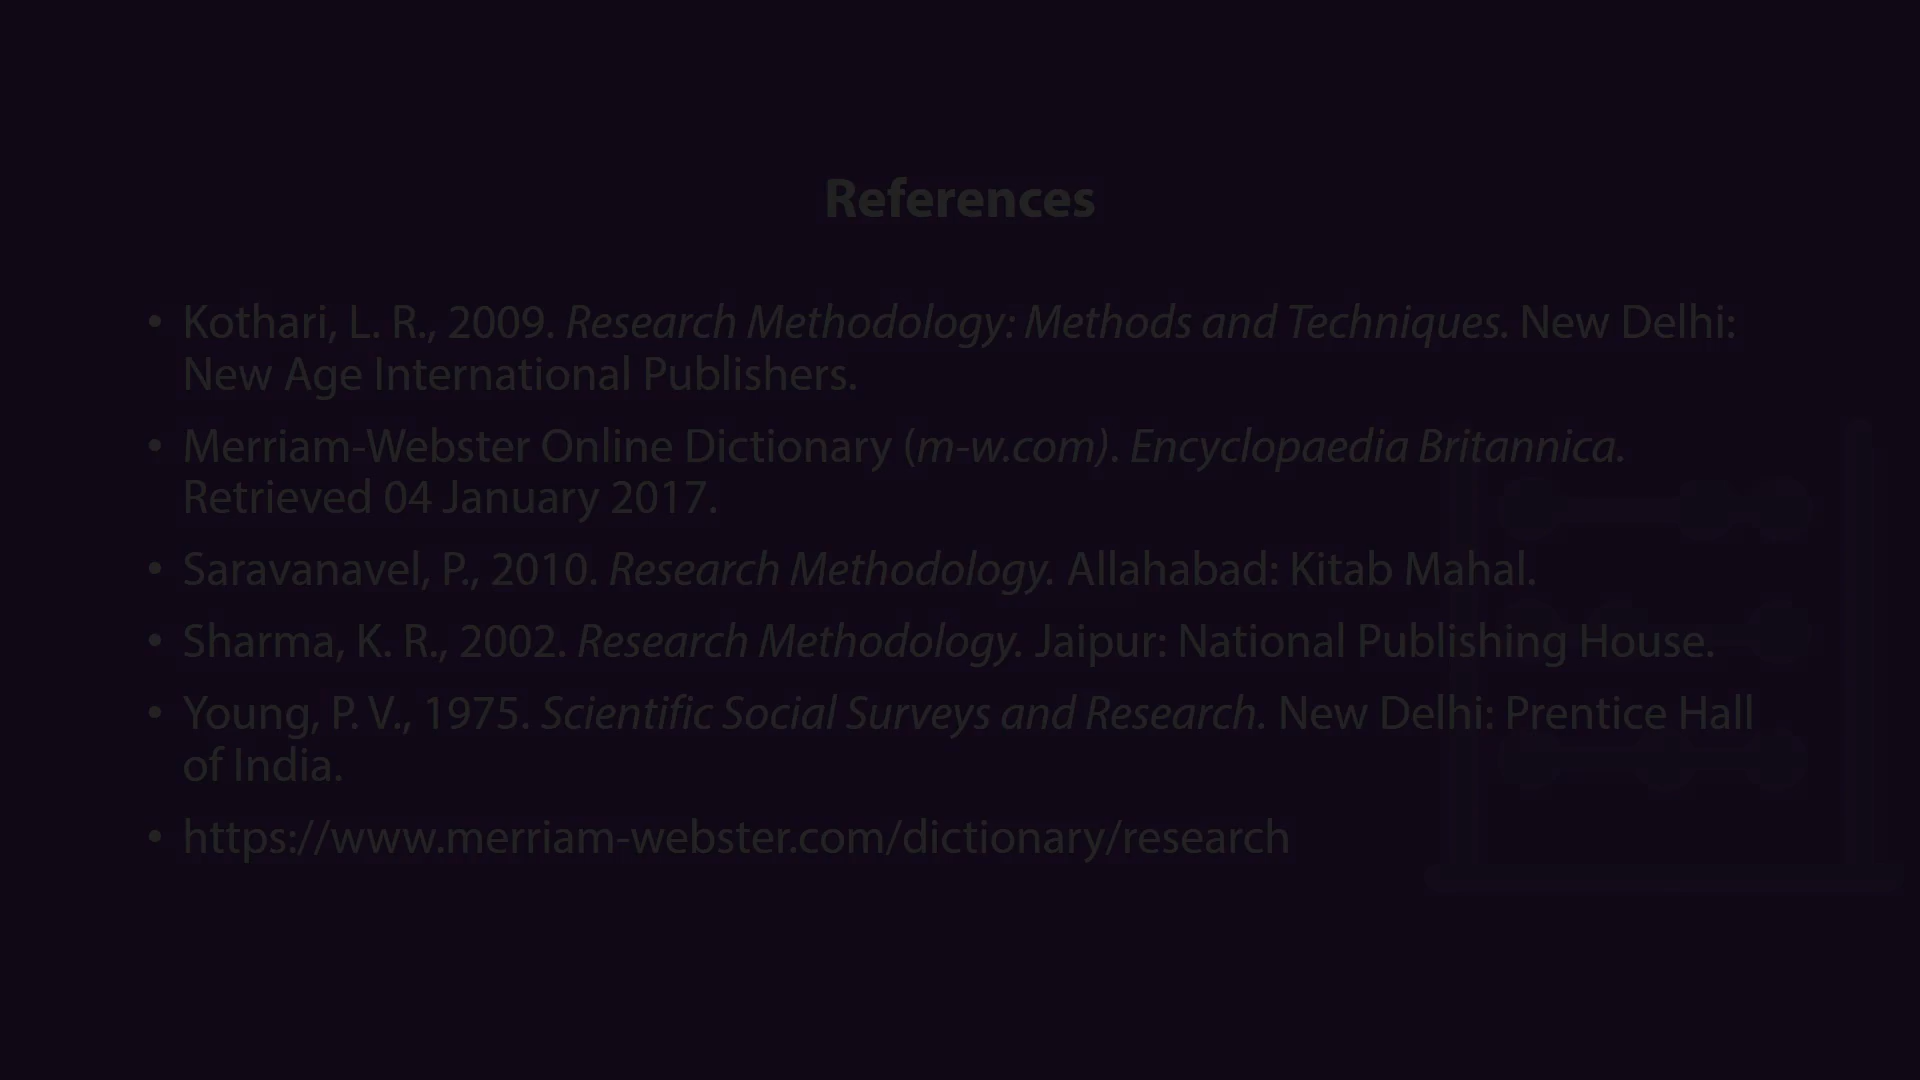 References
• Kothari, L. R., 2009. Research Methodology: Methods and Techniques. New Delhi:
New Age International Publishers.
• Merriam-Webster Online Dictionary (m-w.com). Encyclopaedia Britannica.
Retrieved 04 January 2017.
• Saravanavel, P., 2010. Research Methodology. Allahabad: Kitab Mahal.
• Sharma, K. R., 2002. Research Methodology. Jaipur: National Publishing House.
• Young, P. V., 1975. Scientific Social Surveys and Research. New Delhi: Prentice Hall
of India.
• https://www.merriam-webster.com/dictionary/research